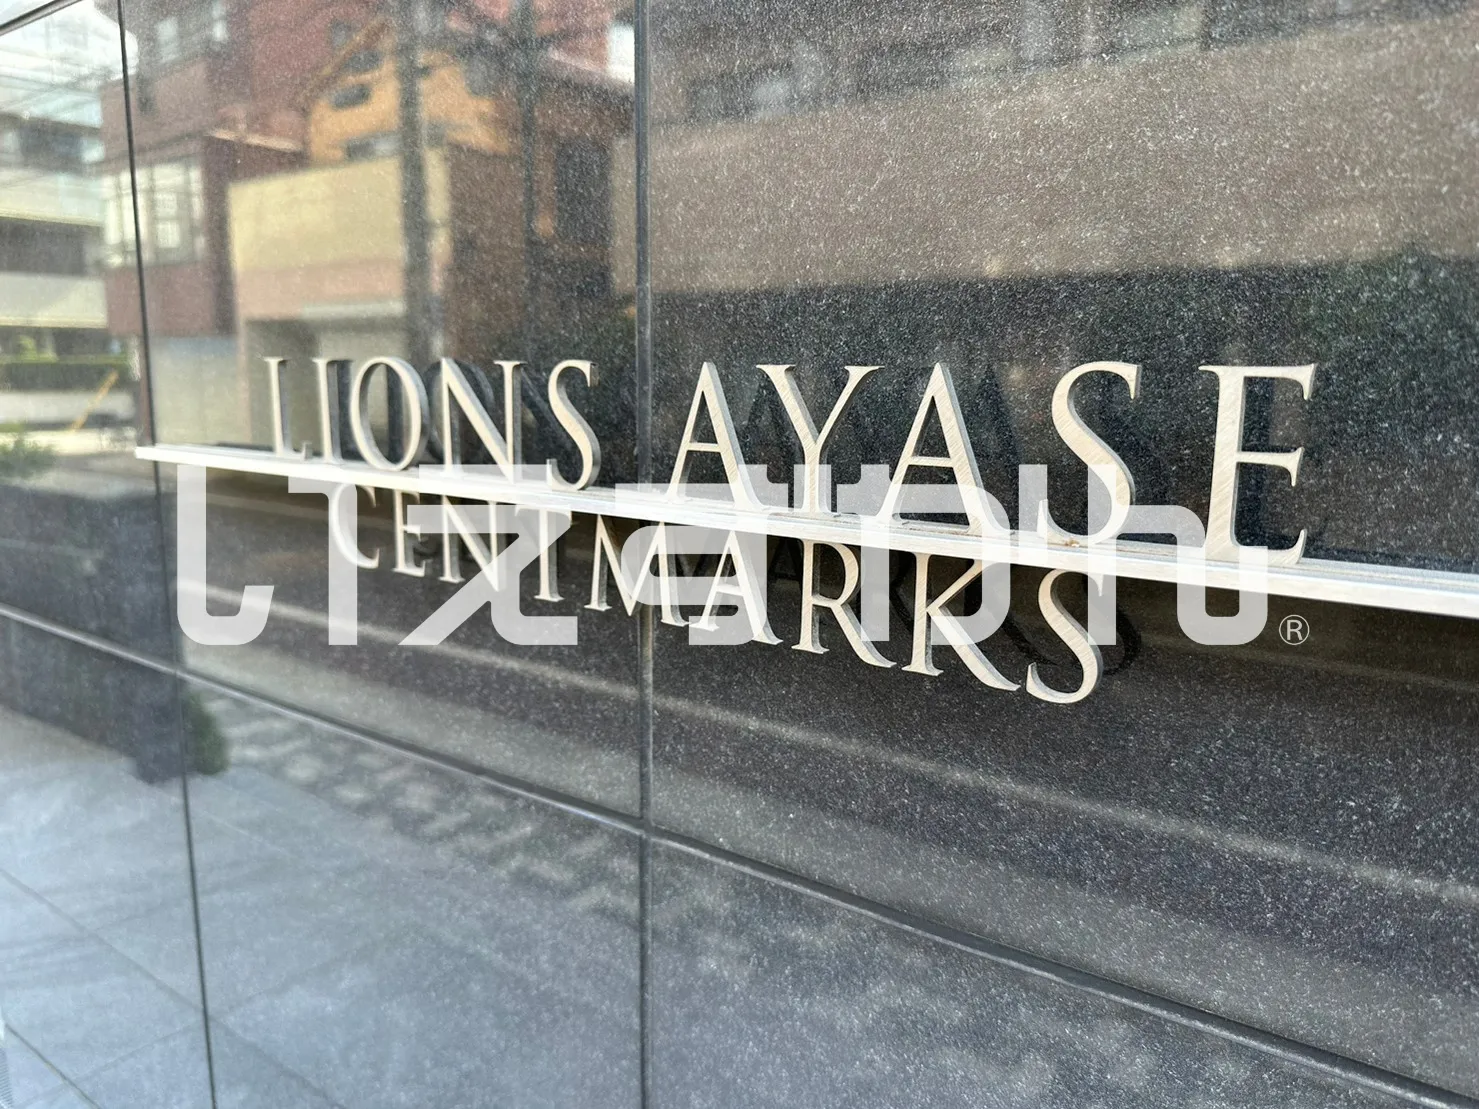 LIONS AYASE
CENTMARKS
®